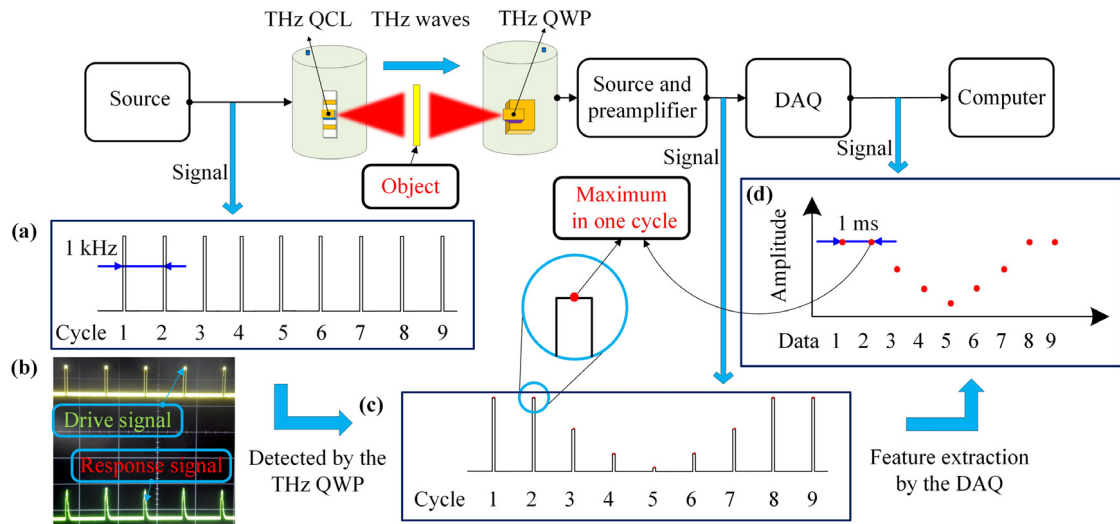 THz QCL
THz waves
THz QWP
Source
Source and
preamplifier
DAQ
Computer
Signal
Object
Signal
Signal
(a)
1 kHz
Cycle 1 2 3 4 5 6 7 8 9
Maximum
in one cycle
(d)
Amplitude
1 ms
Data 1 2 3 4 5 6 7 8 9
(b)
Drive signal
Response signal
Detected by the
THz QWP
(c)
Cycle 1 2 3 4 5 6 7 8 9
Feature extraction
by the DAQ